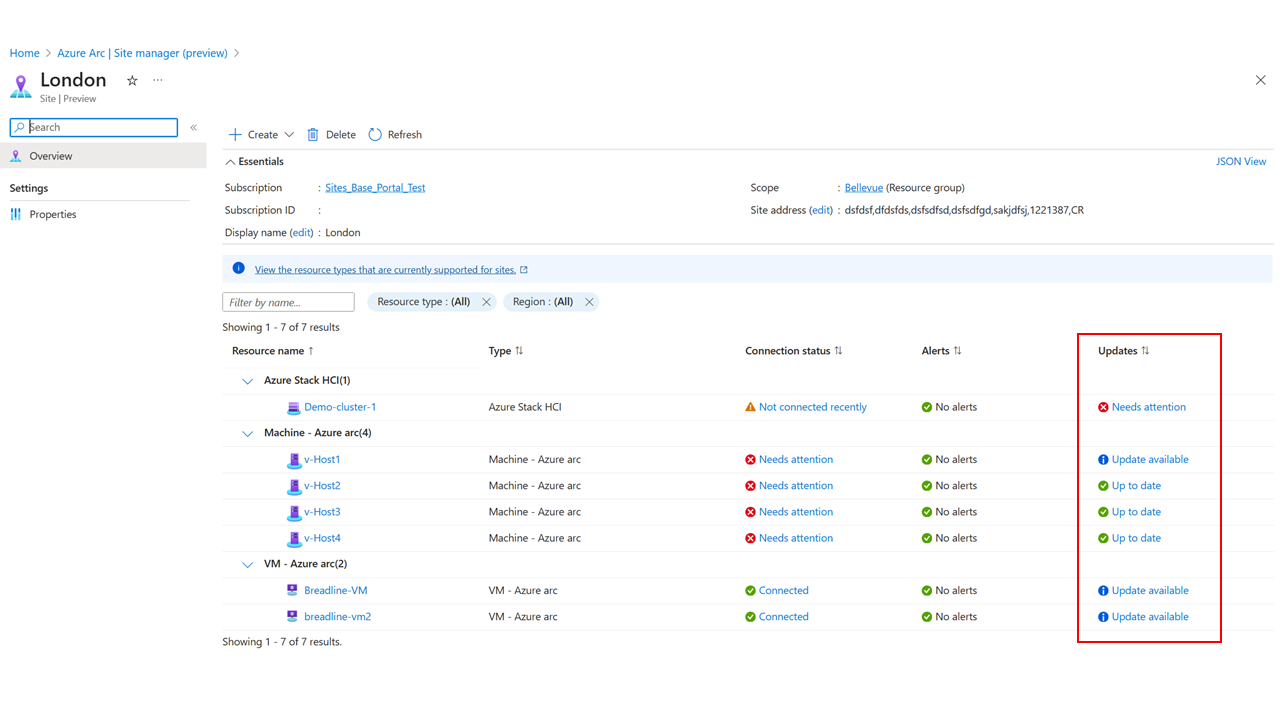 Home > Azure Arc | Site manager (preview) >
London
Site | Preview
Search
«
Overview
Settings
Properties
Create Delete Refresh
Essentials JSON View
Subscription : Sites_Base_Portal_Test Scope : Bellevue (Resource group)
Subscription ID : Site address (edit) : dsfdsf,dfdsfds,dsfsdfsd,dsfsdfgd,sakjdfsj,1221387,CR
Display name (edit) : London
View the resource types that are currently supported for sites.
Filter by name... Resource type : (All) Region : (All)
Showing 1 - 7 of 7 results
Resource name ↑ Type ↑↓ Connection status ↑↓ Alerts ↑↓ Updates ↑↓
Azure Stack HCI(1)
Demo-cluster-1 Azure Stack HCI Not connected recently No alerts Needs attention
Machine - Azure arc(4)
v-Host1 Machine - Azure arc Needs attention No alerts Update available
v-Host2 Machine - Azure arc Needs attention No alerts Up to date
v-Host3 Machine - Azure arc Needs attention No alerts Up to date
v-Host4 Machine - Azure arc Needs attention No alerts Up to date
VM - Azure arc(2)
Breadline-VM VM - Azure arc Connected No alerts Update available
breadline-vm2 VM - Azure arc Connected No alerts Update available
Showing 1 - 7 of 7 results.